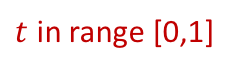 𝑡 in range [0,1]